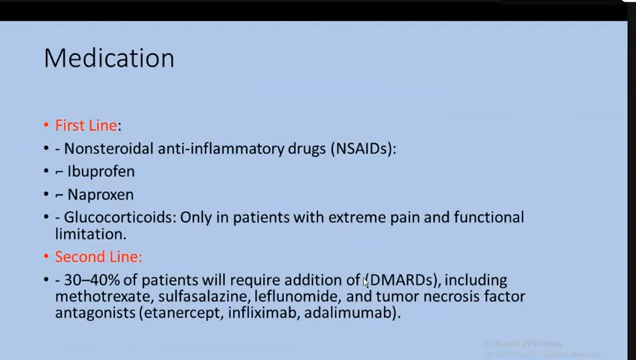 Medication
• First Line:
• - Nonsteroidal anti-inflammatory drugs (NSAIDs):
• ⌐ Ibuprofen
• ⌐ Naproxen
• - Glucocorticoids: Only in patients with extreme pain and functional
limitation.
• Second Line:
• - 30–40% of patients will require addition of (DMARDs), including
methotrexate, sulfasalazine, leflunomide, and tumor necrosis factor
antagonists (etanercept, infliximab, adalimumab).
Activate Windows